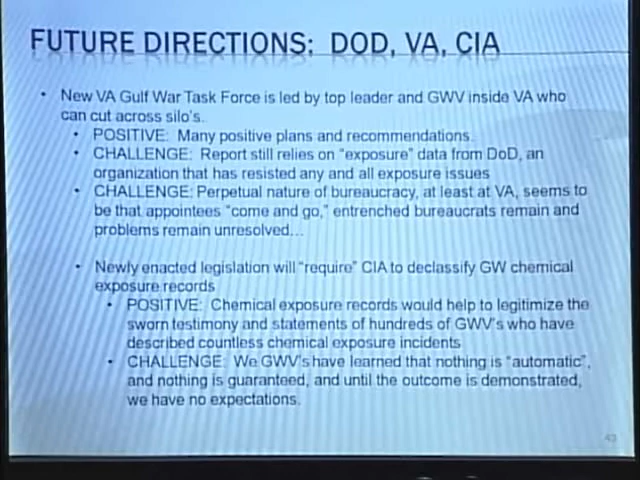 FUTURE DIRECTIONS: DOD, VA, CIA
• New VA Gulf War Task Force is led by top leader and GWV inside VA who
can cut across silo's.
• POSITIVE: Many positive plans and recommendations.
• CHALLENGE: Report still relies on "exposure" data from DoD, an
organization that has resisted any and all exposure issues
• CHALLENGE: Perpetual nature of bureaucracy, at least at VA, seems to
be that appointees "come and go," entrenched bureaucrats remain and
problems remain unresolved...
• Newly enacted legislation will "require" CIA to declassify GW chemical
exposure records
• POSITIVE: Chemical exposure records would help to legitimize the
sworn testimony and statements of hundreds of GWV's who have
described countless chemical exposure incidents
• CHALLENGE: We GWV's have learned that nothing is "automatic",
and nothing is guaranteed, and until the outcome is demonstrated,
we have no expectations.
43